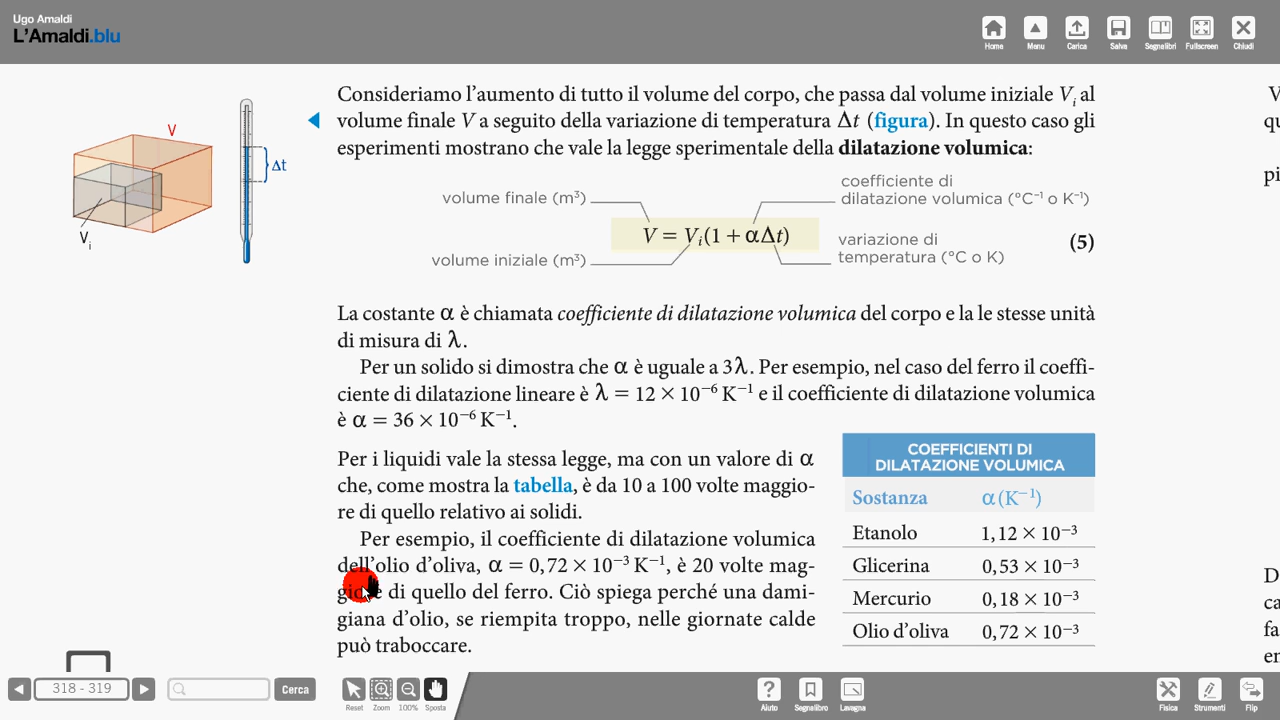 Ugo Amaldi
L'Amaldi.blu
Home
Menu
Carica
Salva
Segnalibri
Fullscreen
Chiudi
Consideriamo l'aumento di tutto il volume del corpo, che passa dal volume iniziale Vi al
volume finale V a seguito della variazione di temperatura Δt (figura). In questo caso gli
esperimenti mostrano che vale la legge sperimentale della dilatazione volumica:
V
Δt
Vi
volume finale (m³)
coefficiente di
dilatazione volumica (°C⁻¹ o K⁻¹)
V = Vi(1 + αΔt)
volume iniziale (m³)
variazione di
temperatura (°C o K)
(5)
La costante α è chiamata coefficiente di dilatazione volumica del corpo e la le stesse unità
di misura di λ.
Per un solido si dimostra che α è uguale a 3λ. Per esempio, nel caso del ferro il coeffi-
ciente di dilatazione lineare è λ = 12 × 10⁻⁶ K⁻¹ e il coefficiente di dilatazione volumica
è α = 36 × 10⁻⁶ K⁻¹.
Per i liquidi vale la stessa legge, ma con un valore di α
che, come mostra la tabella, è da 10 a 100 volte maggio-
re di quello relativo ai solidi.
Per esempio, il coefficiente di dilatazione volumica
dell'olio d'oliva, α = 0,72 × 10⁻³ K⁻¹, è 20 volte mag-
giore di quello del ferro. Ciò spiega perché una dami-
giana d'olio, se riempita troppo, nelle giornate calde
può traboccare.
COEFFICIENTI DI
DILATAZIONE VOLUMICA
Sostanza α (K⁻¹)
Etanolo 1,12 × 10⁻³
Glicerina 0,53 × 10⁻³
Mercurio 0,18 × 10⁻³
Olio d'oliva 0,72 × 10⁻³
318 - 319
Cerca
Reset
Zoom
100%
Sposta
Aiuto
Segnalibro
Lavagna
Fisica
Strumenti
Flip